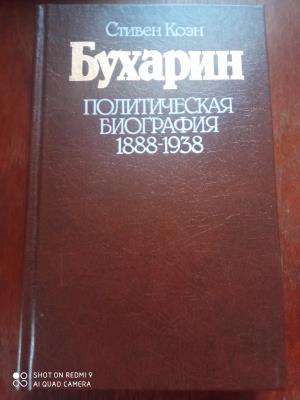 Стивен Коэн
Бухарин
ПОЛИТИЧЕСКАЯ
БИОГРАФИЯ
1888-1938
SHOT ON REDMI 9
AI QUAD CAMERA